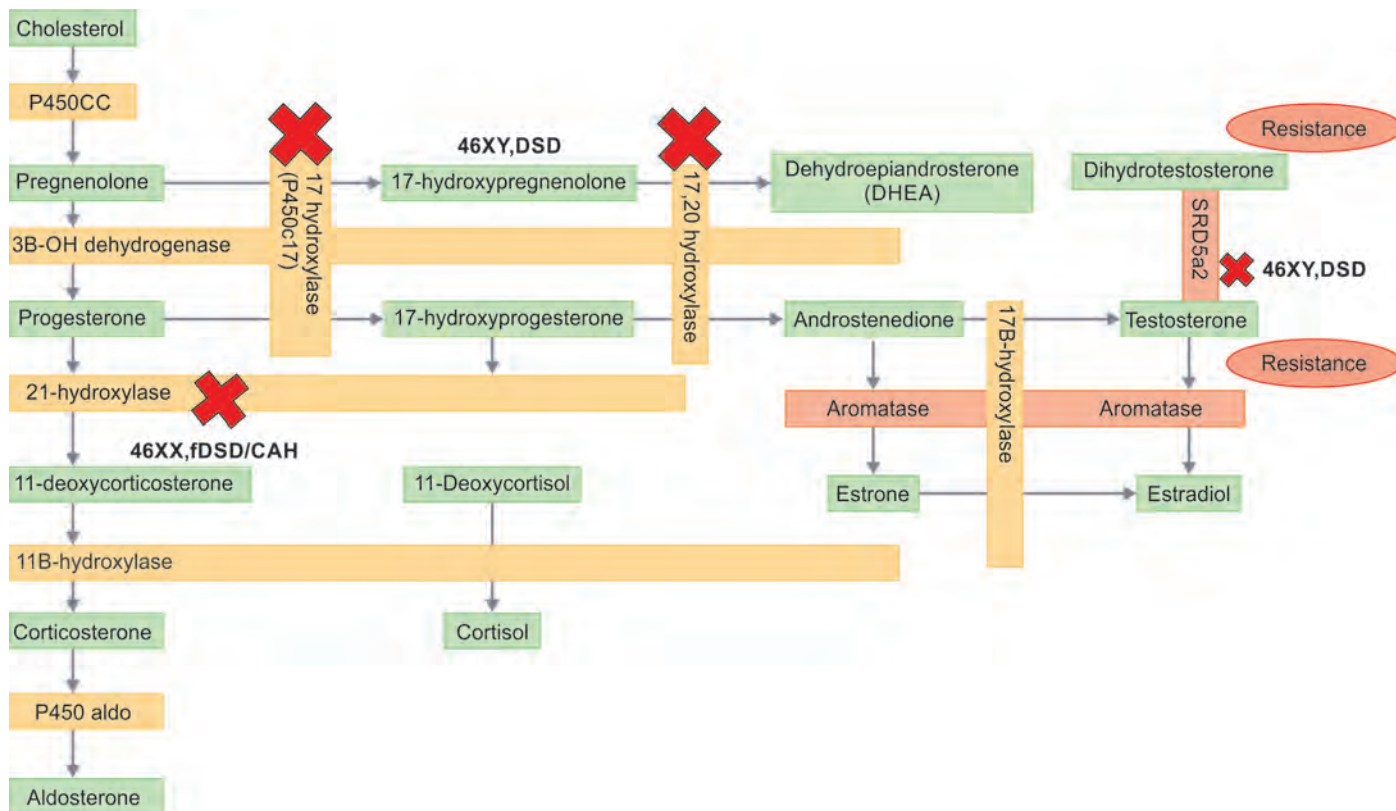 Cholesterol
P450CC
46XY,DSD
Resistance
Pregnenolone
17 hydroxylase
(P450c17)
17-hydroxypregnenolone
17,20 hydroxylase
Dehydroepiandrosterone
(DHEA)
Dihydrotestosterone
SRD5a2
3B-OH dehydrogenase
46XY,DSD
Progesterone
17-hydroxyprogesterone
Androstenedione
17B-hydroxylase
Testosterone
Resistance
21-hydroxylase
Aromatase
Aromatase
46XX,fDSD/CAH
11-deoxycorticosterone
11-Deoxycortisol
Estrone
Estradiol
11B-hydroxylase
Corticosterone
Cortisol
P450 aldo
Aldosterone